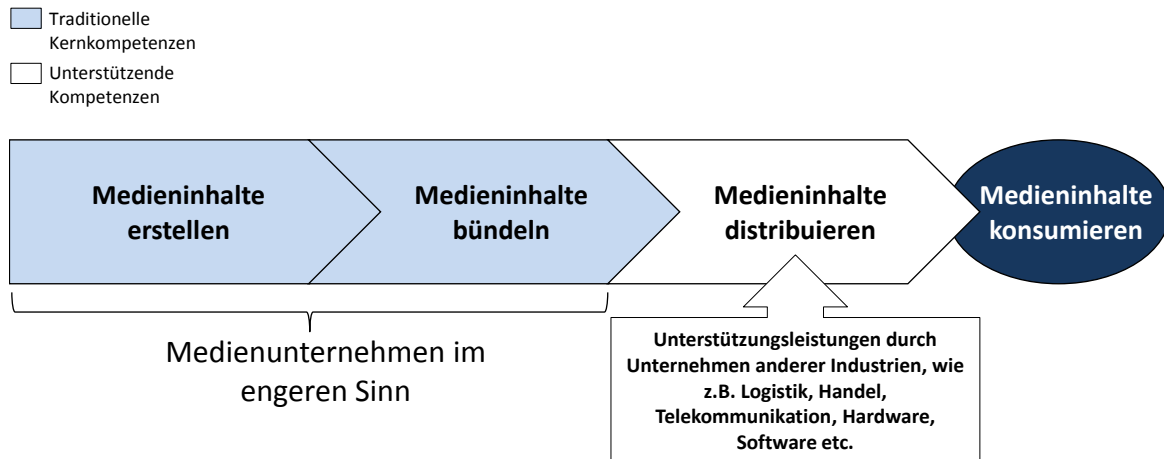 Traditionelle
Kernkompetenzen
Unterstützende
Kompetenzen
Medieninhalte
erstellen
Medieninhalte
bündeln
Medieninhalte
distribuieren
Medieninhalte
konsumieren
Medienunternehmen im
engeren Sinn
Unterstützungsleistungen durch
Unternehmen anderer Industrien, wie
z.B. Logistik, Handel,
Telekommunikation, Hardware,
Software etc.